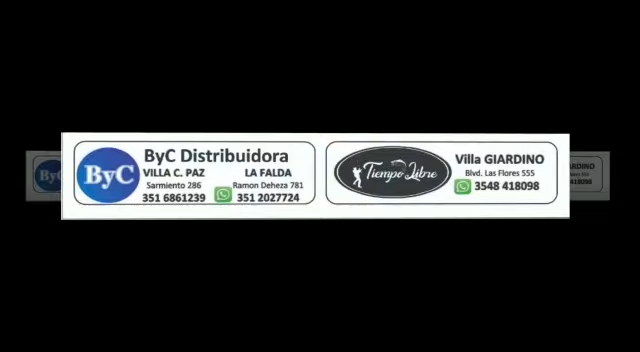 ByC
ByC Distribuidora
VILLA C. PAZ
Sarmiento 286
351 6861239
LA FALDA
Ramon Deheza 781
351 2027724
Tiempo Libre
Villa GIARDINO
Blvd. Las Flores 555
3548 418098